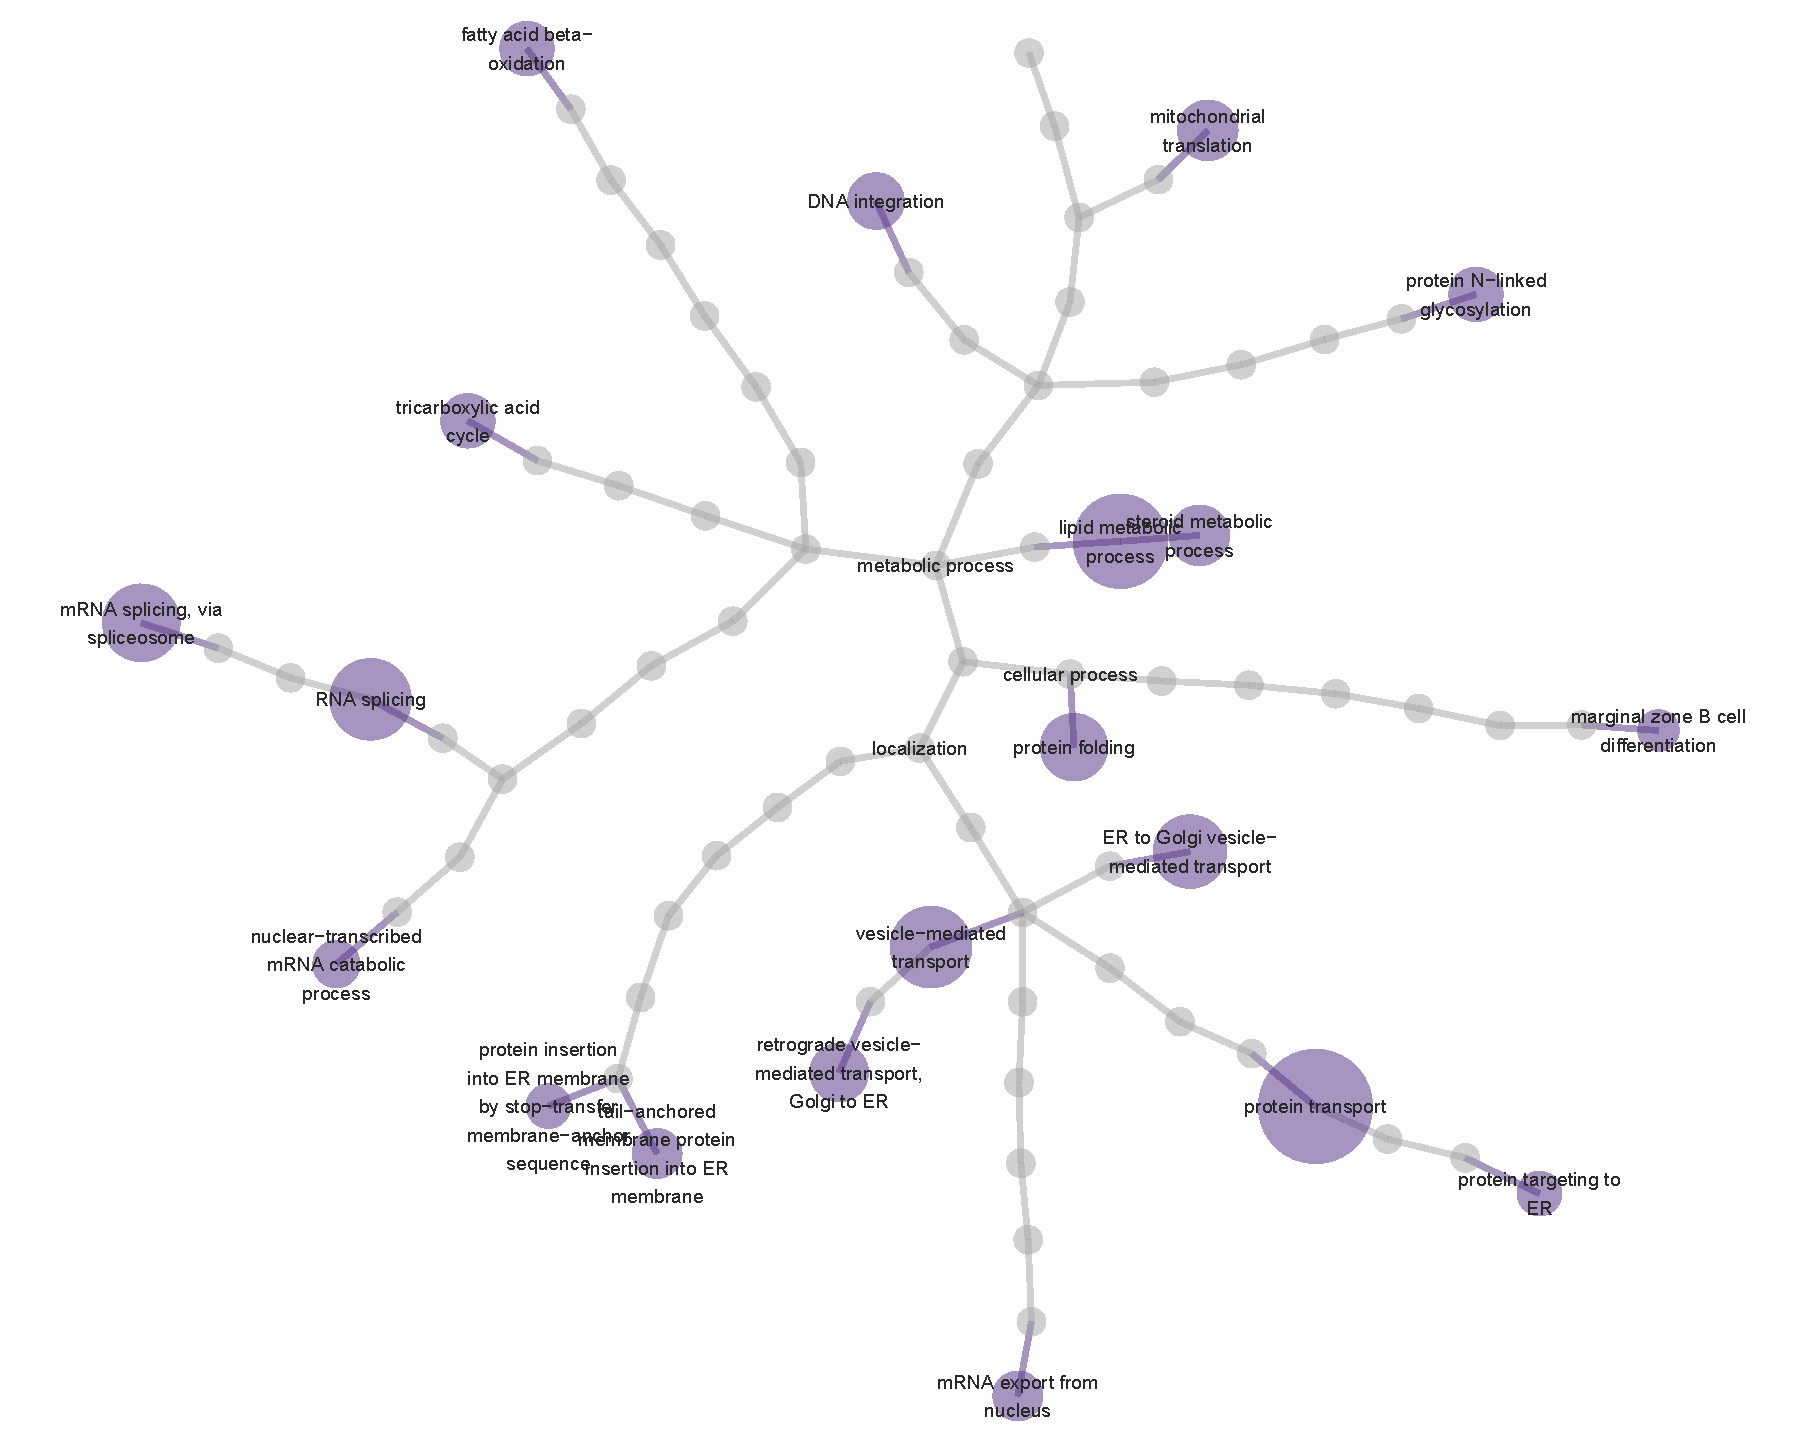 fatty acid beta−
oxidation
mitochondrial
translation
DNA integration
protein N−linked
glycosylation
tricarboxylic acid
cycle
lipid metabolic
process
steroid metabolic
process
metabolic process
mRNA splicing, via
spliceosome
RNA splicing
cellular process
marginal zone B cell
differentiation
localization
protein folding
ER to Golgi vesicle−
mediated transport
nuclear−transcribed
mRNA catabolic
process
vesicle−mediated
transport
protein insertion
into ER membrane
by stop−transfer
membrane−anchor
sequence
tail−anchored
membrane protein
insertion into ER
membrane
retrograde vesicle−
mediated transport,
Golgi to ER
protein transport
protein targeting to
ER
mRNA export from
nucleus